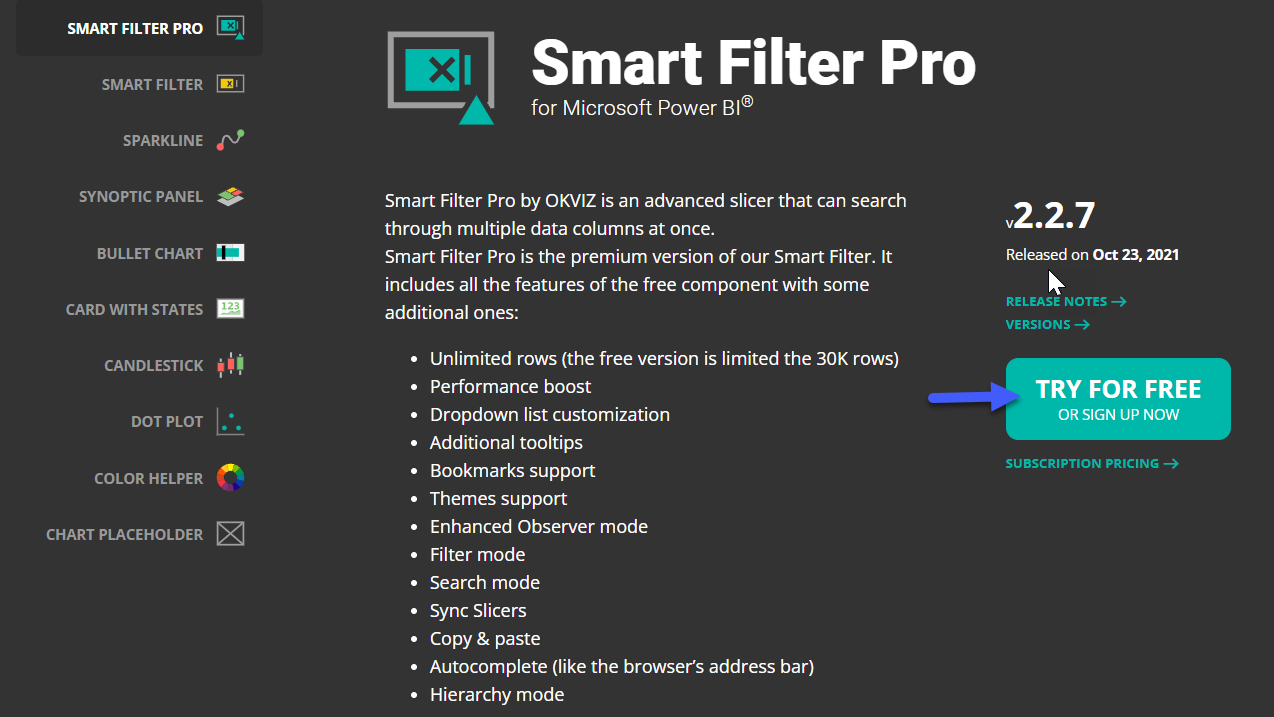 SMART FILTER PRO
SMART FILTER
SPARKLINE
SYNOPTIC PANEL
BULLET CHART
CARD WITH STATES
123
CANDLESTICK
DOT PLOT
COLOR HELPER
CHART PLACEHOLDER
Smart Filter Pro
for Microsoft Power BI®
Smart Filter Pro by OKVIZ is an advanced slicer that can search
through multiple data columns at once.
Smart Filter Pro is the premium version of our Smart Filter. It
includes all the features of the free component with some
additional ones:
• Unlimited rows (the free version is limited the 30K rows)
• Performance boost
• Dropdown list customization
• Additional tooltips
• Bookmarks support
• Themes support
• Enhanced Observer mode
• Filter mode
• Search mode
• Sync Slicers
• Copy & paste
• Autocomplete (like the browser's address bar)
• Hierarchy mode
v2.2.7
Released on Oct 23, 2021
RELEASE NOTES →
VERSIONS →
TRY FOR FREE
OR SIGN UP NOW
SUBSCRIPTION PRICING →